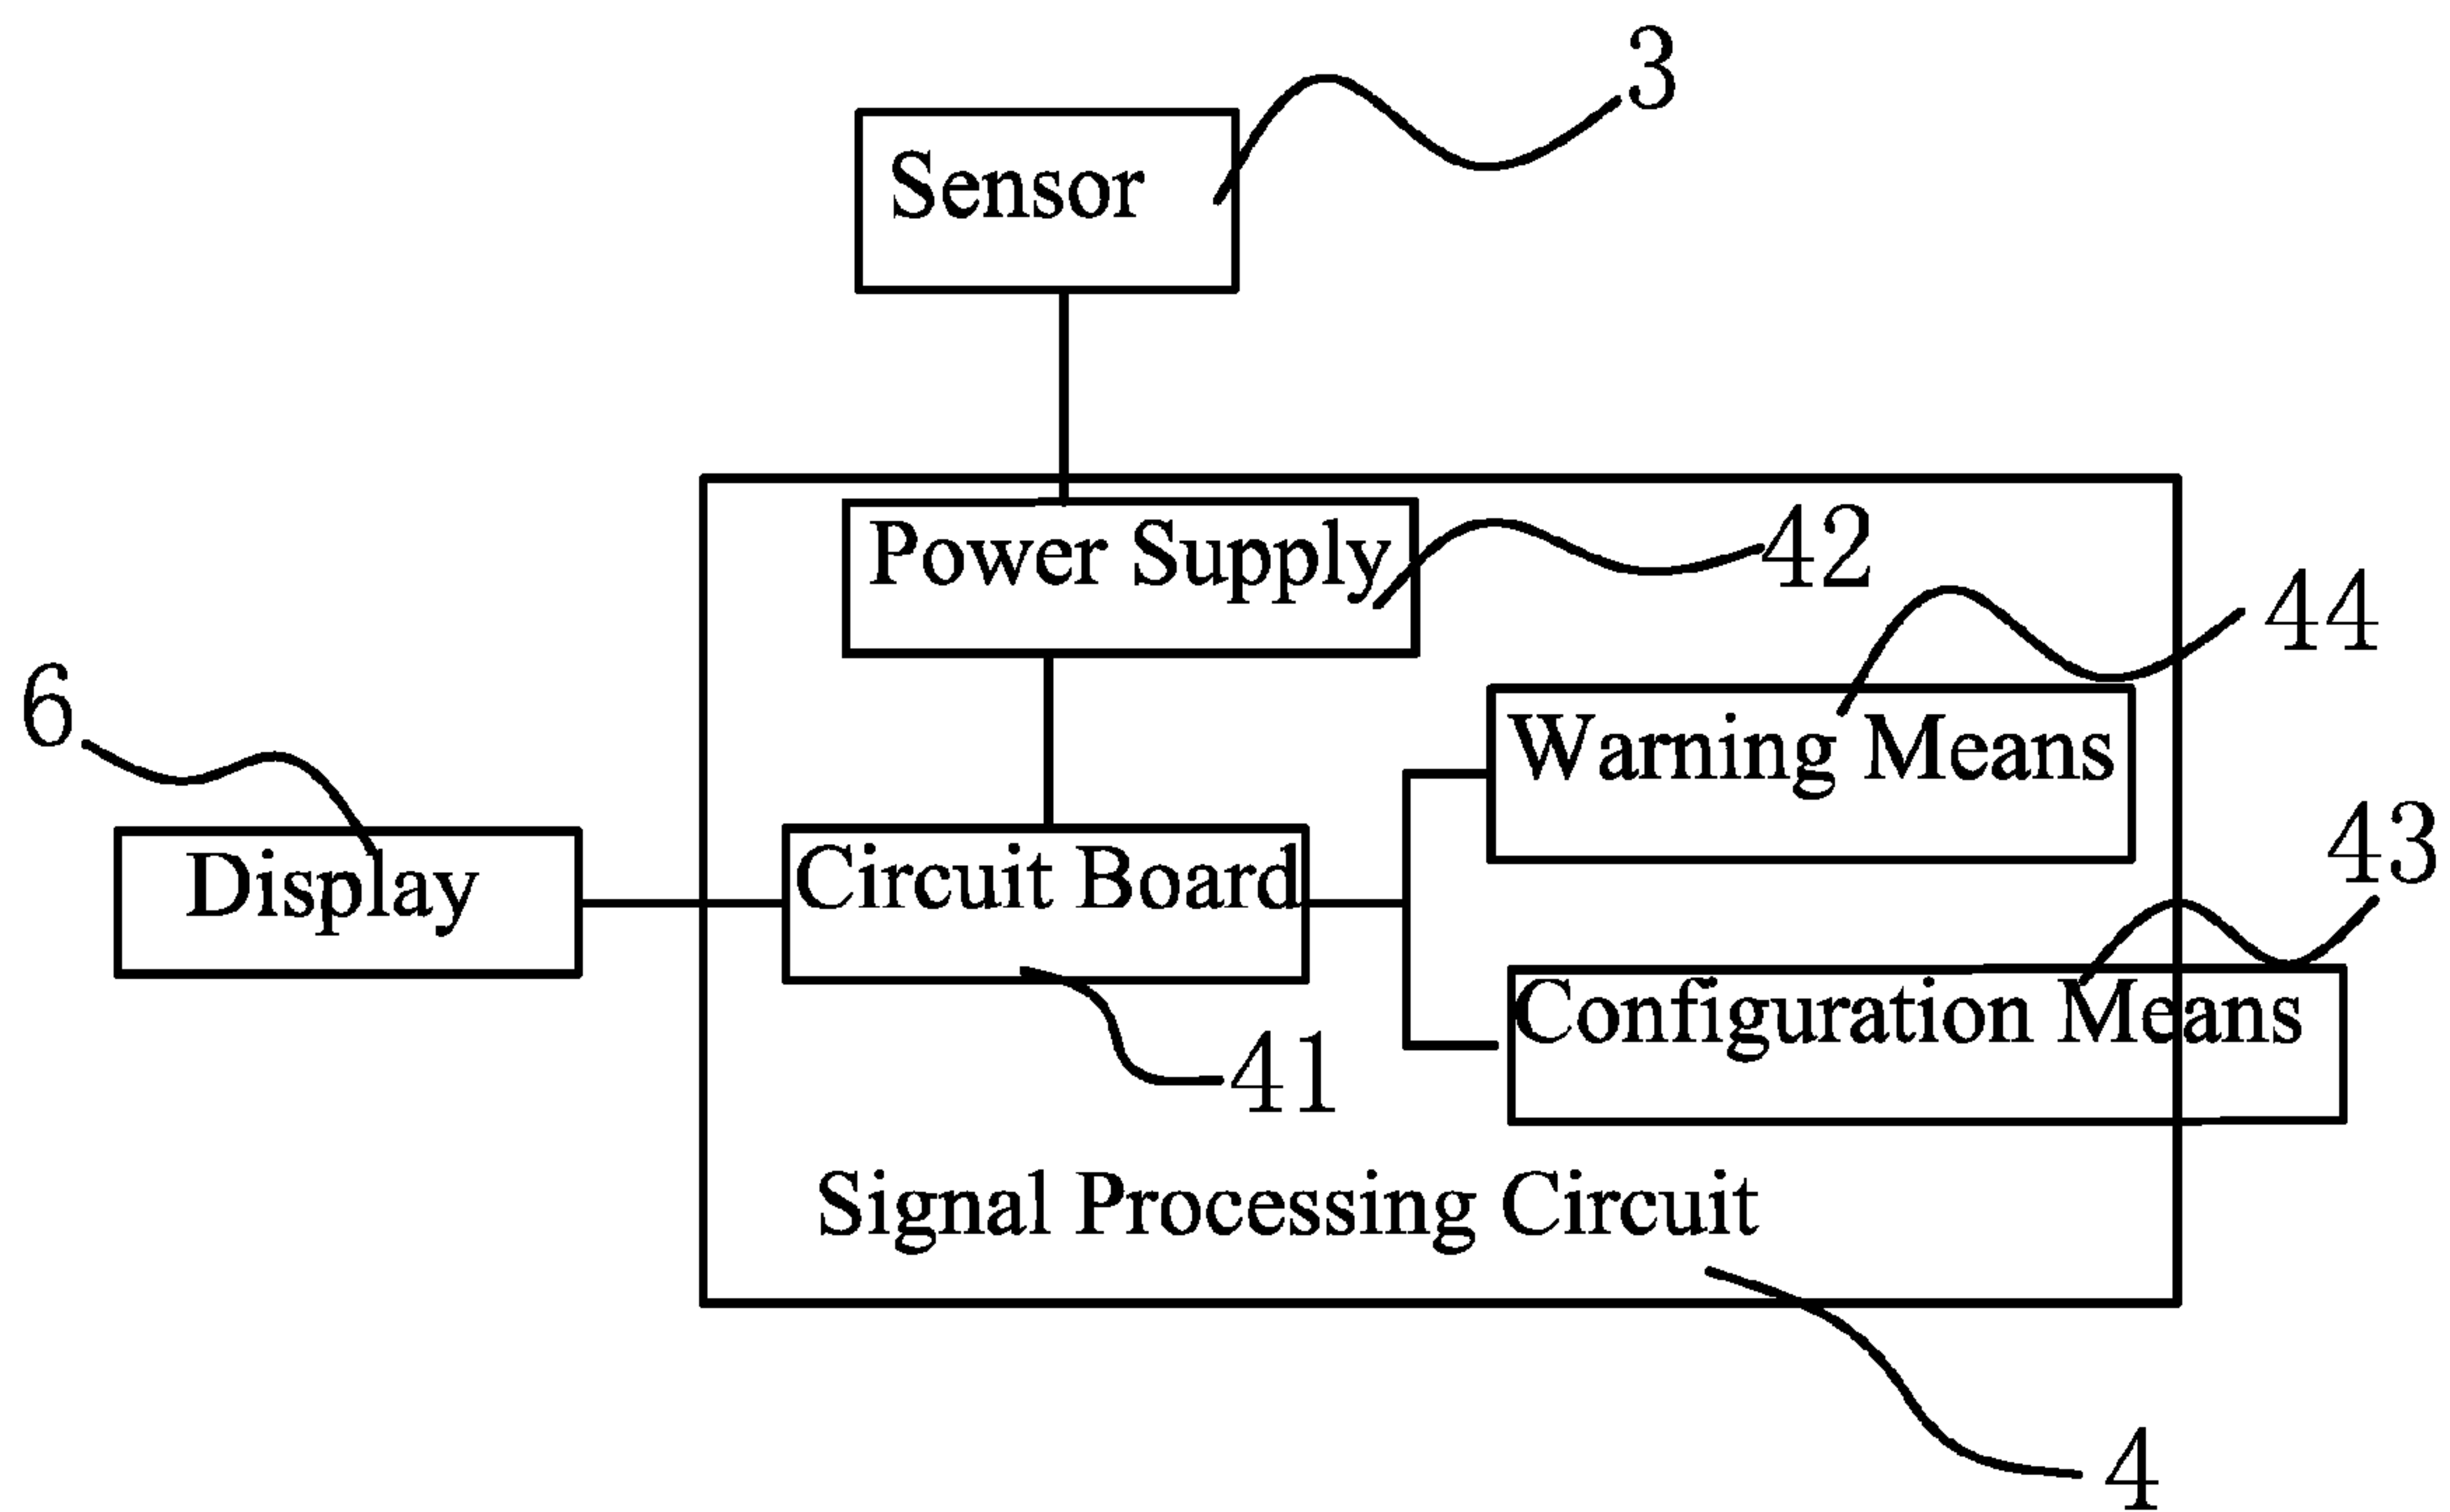 3
Sensor
Power Supply
42
44
6
Warning Means
43
Display
Circuit Board
Configuration Means
41
Signal Processing Circuit
4